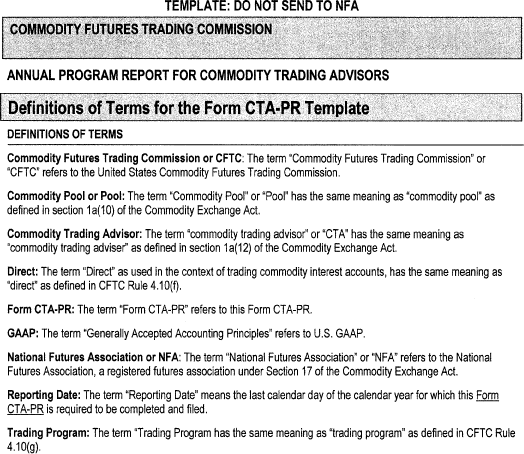 TEMPLATE: DO NOT SEND TO NFA
COMMODITY FUTURES TRADING COMMISSION
ANNUAL PROGRAM REPORT FOR COMMODITY TRADING ADVISORS
Definitions of Terms for the Form CTA-PR Template
DEFINITIONS OF TERMS
Commodity Futures Trading Commission or CFTC: The term “Commodity Futures Trading Commission” or
“CFTC” refers to the United States Commodity Futures Trading Commission.
Commodity Pool or Pool: The term “Commodity Pool” or “Pool” has the same meaning as “commodity pool” as
defined in section 1a(10) of the Commodity Exchange Act.
Commodity Trading Advisor: The term “commodity trading advisor” or “CTA” has the same meaning as
“commodity trading adviser” as defined in section 1a(12) of the Commodity Exchange Act.
Direct: The term “Direct” as used in the context of trading commodity interest accounts, has the same meaning as
“direct” as defined in CFTC Rule 4.10(f).
Form CTA-PR: The term “Form CTA-PR” refers to this Form CTA-PR.
GAAP: The term “Generally Accepted Accounting Principles” refers to U.S. GAAP.
National Futures Association or NFA: The term “National Futures Association” or “NFA” refers to the National
Futures Association, a registered futures association under Section 17 of the Commodity Exchange Act.
Reporting Date: The term “Reporting Date” means the last calendar day of the calendar year for which this Form
CTA-PR is required to be completed and filed.
Trading Program: The term “Trading Program has the same meaning as “trading program” as defined in CFTC Rule
4.10(g).